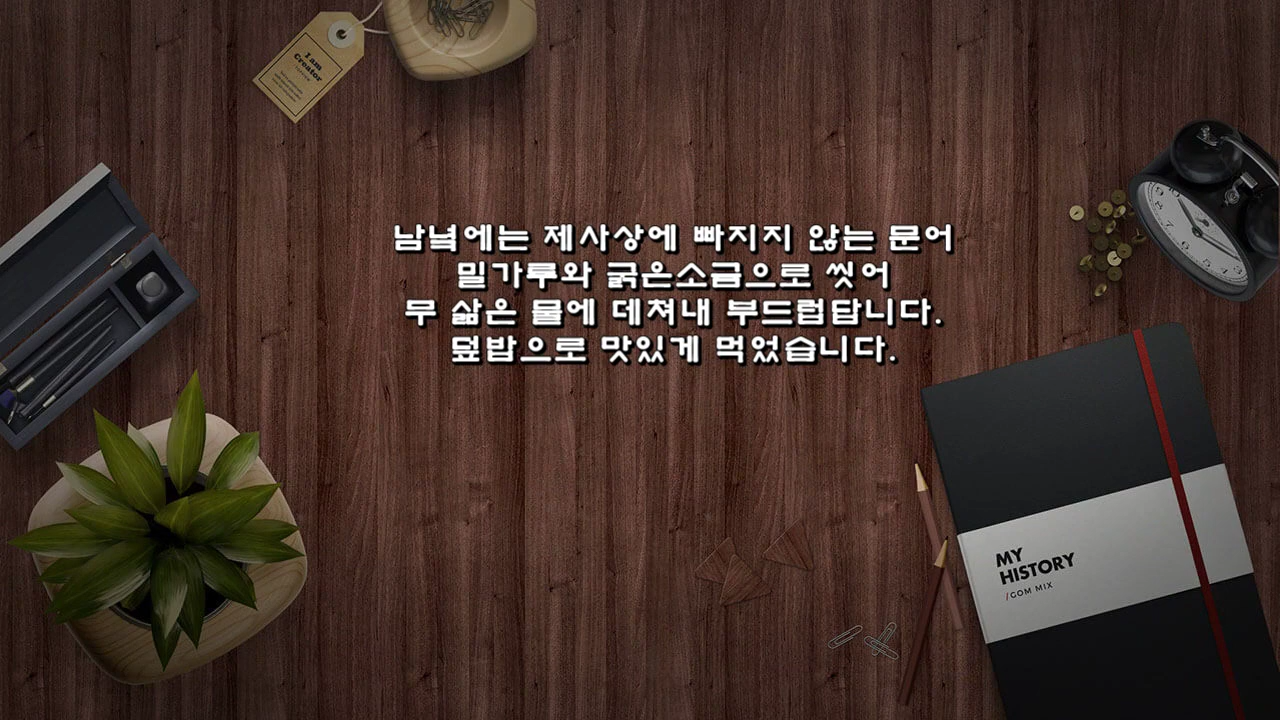 I am
Creator
남녘에는 제사상에 빠지지 않는 문어
밀가루와 굵은소금으로 씻어
무 삶은 물에 데쳐내 부드럽답니다.
덮밥으로 맛있게 먹었습니다.
MY
HISTORY
/GOM MIX